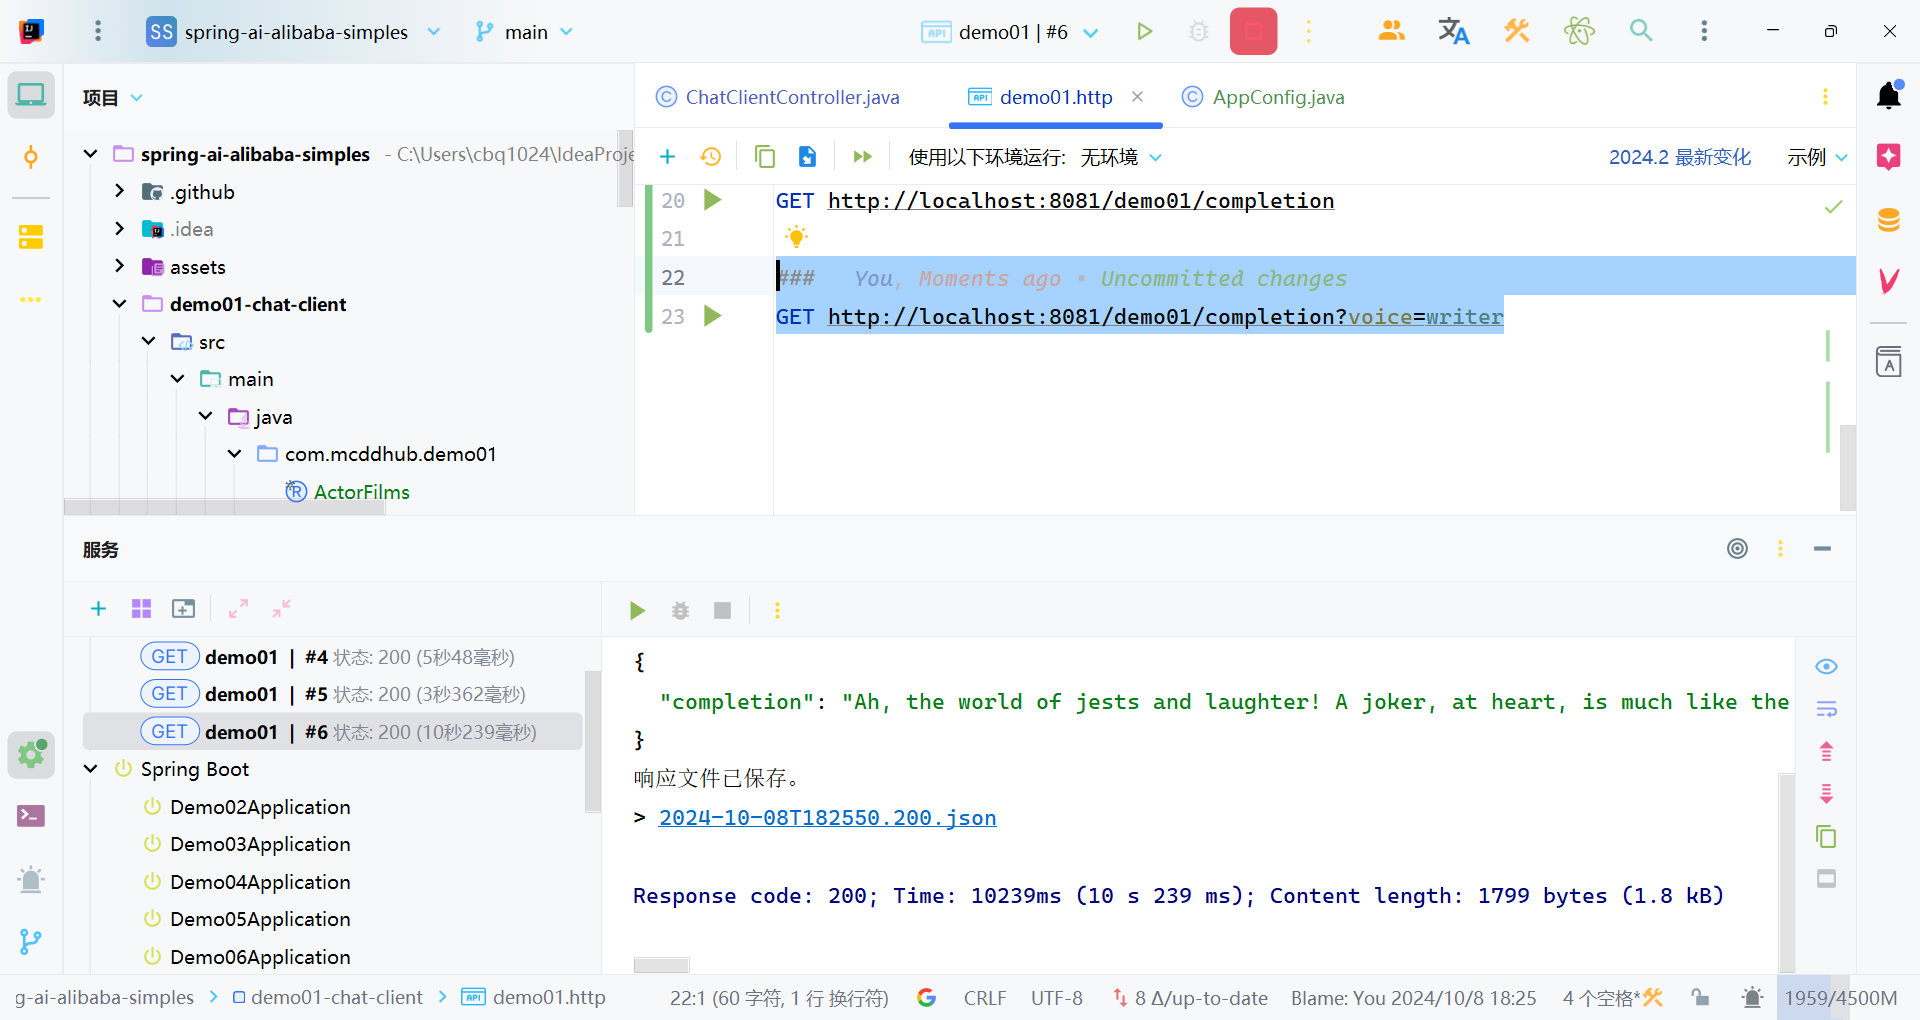 SS spring-ai-alibaba-simples main API demo01 | #6
项目
ChatClientController.java API demo01.http AppConfig.java
使用以下环境运行: 无环境 2024.2 最新变化 示例
spring-ai-alibaba-simples - C:\Users\cbq1024\IdeaProje
.github
.idea
assets
demo01-chat-client
src
main
java
com.mcddhub.demo01
ActorFilms
20 GET http://localhost:8081/demo01/completion
21
22 ### You, Moments ago • Uncommitted changes
23 GET http://localhost:8081/demo01/completion?voice=writer
服务
GET demo01 | #4 状态: 200 (5秒48毫秒)
GET demo01 | #5 状态: 200 (3秒362毫秒)
GET demo01 | #6 状态: 200 (10秒239毫秒)
Spring Boot
Demo02Application
Demo03Application
Demo04Application
Demo05Application
Demo06Application
{
"completion": "Ah, the world of jests and laughter! A joker, at heart, is much like the
}
响应文件已保存。
> 2024-10-08T182550.200.json
Response code: 200; Time: 10239ms (10 s 239 ms); Content length: 1799 bytes (1.8 kB)
g-ai-alibaba-simples > demo01-chat-client > API demo01.http 22:1 (60 字符, 1 行 换行符) CRLF UTF-8 8 Δ/up-to-date Blame: You 2024/10/8 18:25 4 个空格* 1959/4500M